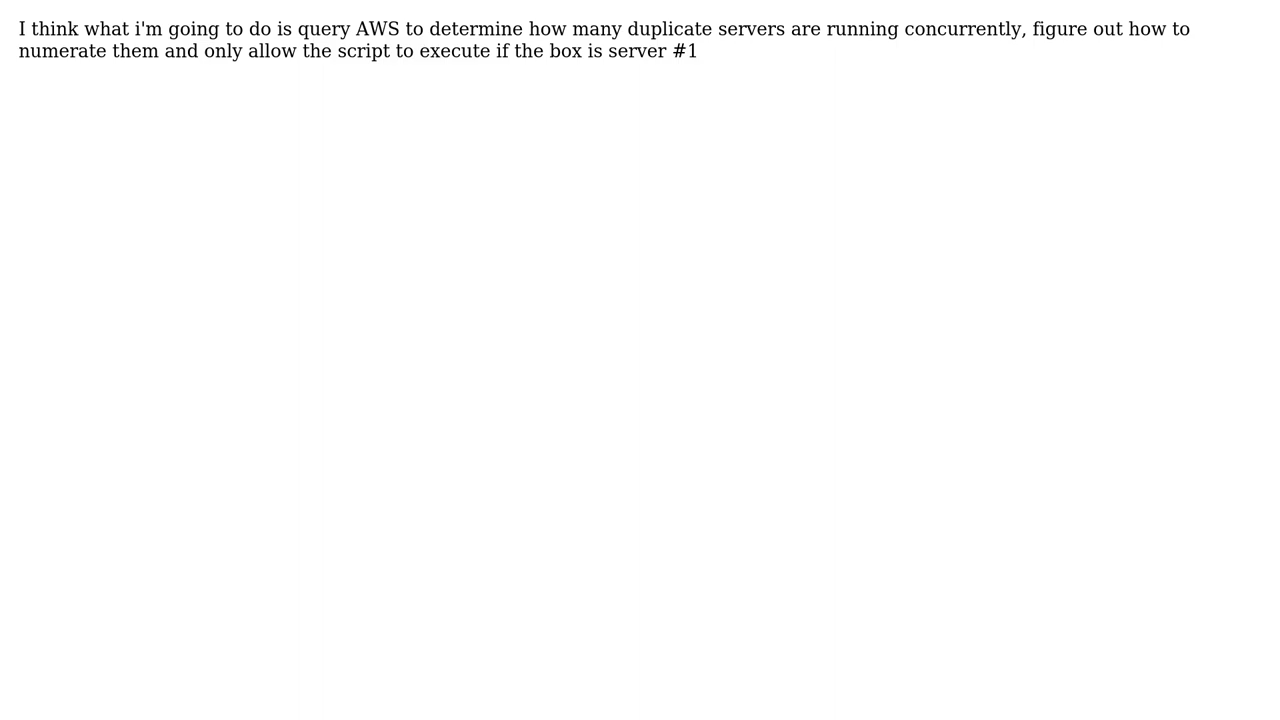 I think what i'm going to do is query AWS to determine how many duplicate servers are running concurrently, figure out how to
numerate them and only allow the script to execute if the box is server #1